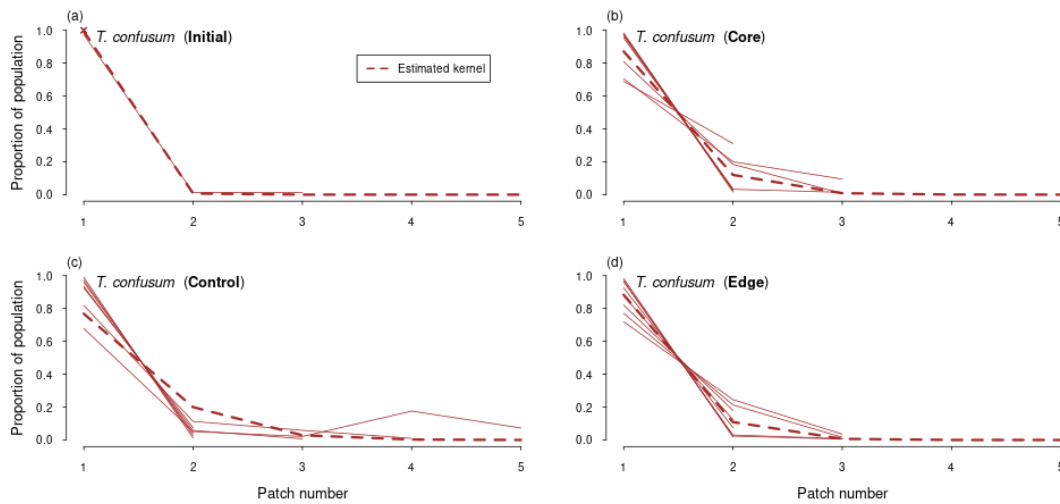 (a)
T. confusum (Initial)
Estimated kernel
Proportion of population
1.0
0.8
0.6
0.4
0.2
0.0
1 2 3 4 5
(b)
T. confusum (Core)
1.0
0.8
0.6
0.4
0.2
0.0
1 2 3 4 5
(c)
T. confusum (Control)
Proportion of population
1.0
0.8
0.6
0.4
0.2
0.0
1 2 3 4 5
Patch number
(d)
T. confusum (Edge)
1.0
0.8
0.6
0.4
0.2
0.0
1 2 3 4 5
Patch number